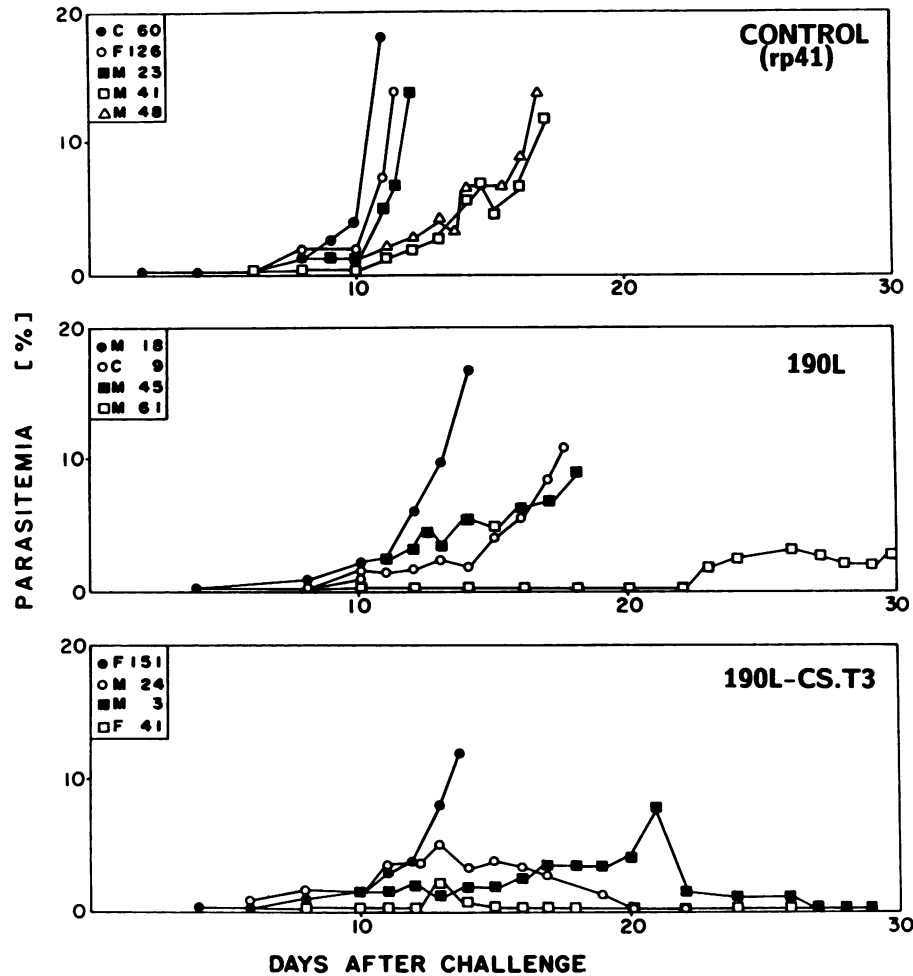 20
C 60
F 126
M 23
M 41
M 48
CONTROL
(rp41)
10
0
10
20
30
20
M 18
C 9
M 45
M 61
190L
10
0
10
20
30
PARASITEMIA [%]
20
F 151
M 24
M 3
F 41
190L-CS.T3
10
0
10
20
30
DAYS AFTER CHALLENGE